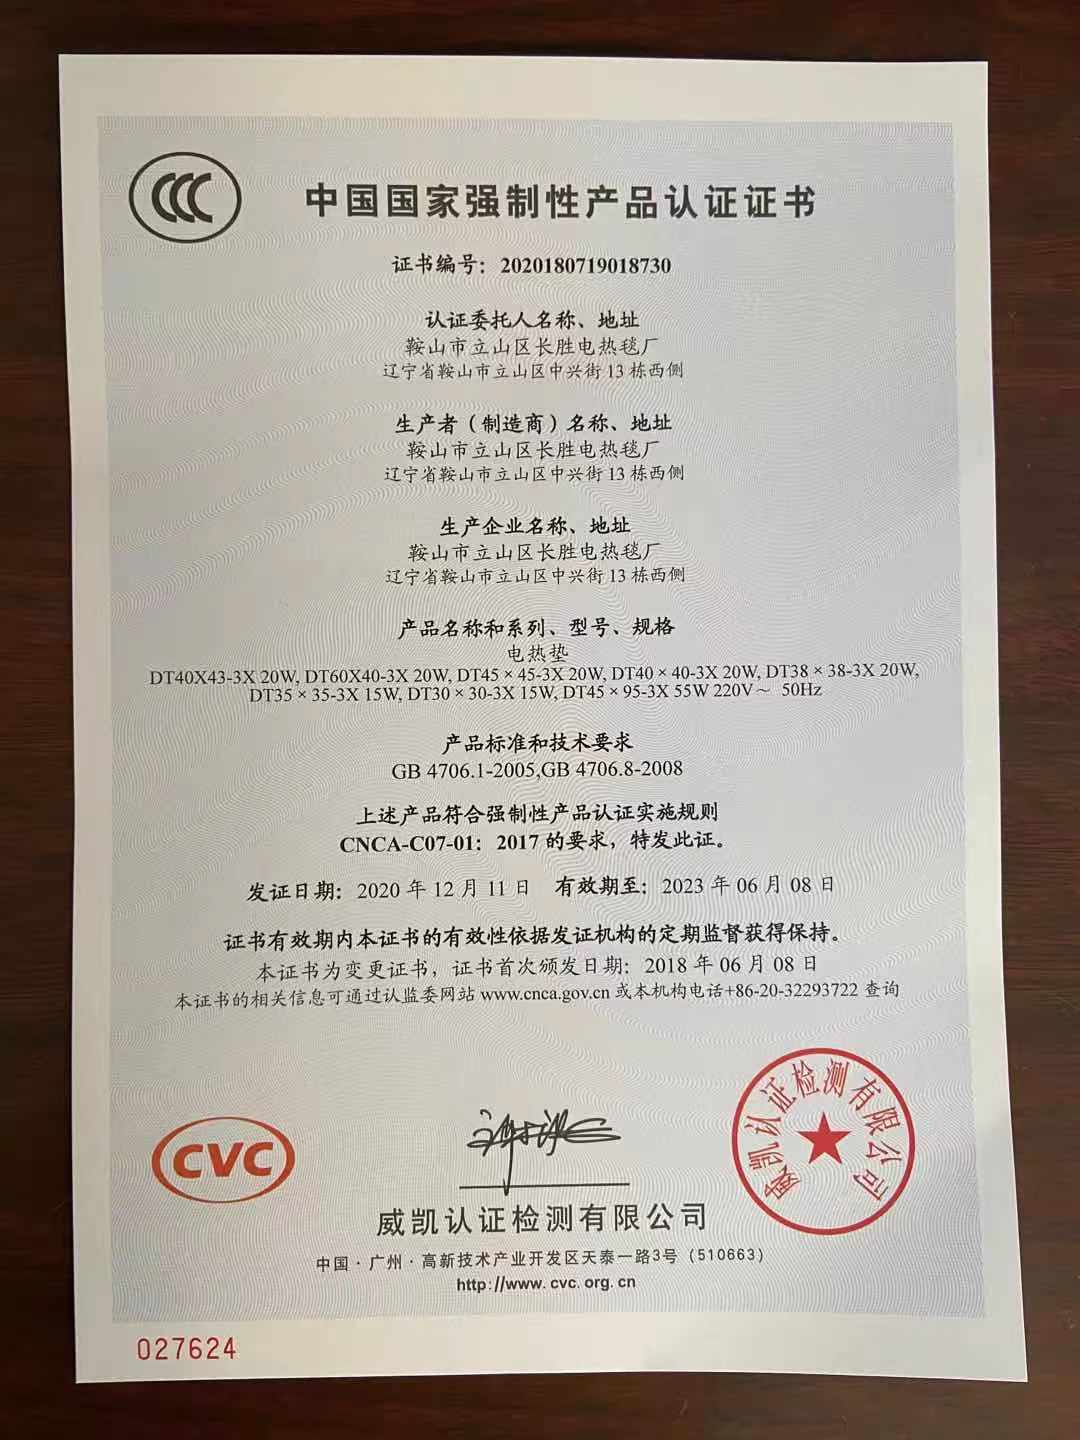 CCC
中国国家强制性产品认证证书
证书编号：2020180719018730
认证委托人名称、地址
鞍山市立山区长胜电热毯厂
辽宁省鞍山市立山区中兴街13栋西侧
生产者（制造商）名称、地址
鞍山市立山区长胜电热毯厂
辽宁省鞍山市立山区中兴街13栋西侧
生产企业名称、地址
鞍山市立山区长胜电热毯厂
辽宁省鞍山市立山区中兴街13栋西侧
产品名称和系列、型号、规格
电热垫
DT40X43-3X 20W, DT60X40-3X 20W, DT45×45-3X 20W, DT40×40-3X 20W, DT38×38-3X 20W,
DT35×35-3X 15W, DT30×30-3X 15W, DT45×95-3X 55W 220V～ 50Hz
产品标准和技术要求
GB 4706.1-2005,GB 4706.8-2008
上述产品符合强制性产品认证实施规则
CNCA-C07-01：2017 的要求，特发此证。
发证日期：2020 年 12 月 11 日 有效期至：2023 年 06 月 08 日
证书有效期内本证书的有效性依据发证机构的定期监督获得保持。
本证书为变更证书，证书首次颁发日期：2018 年 06 月 08 日
本证书的相关信息可通过认监委网站 www.cnca.gov.cn 或本机构电话+86-20-32293722 查询
CVC
威凯认证检测有限公司
威凯认证检测有限公司
中国·广州·高新技术产业开发区天泰一路3号（510663）
http://www.cvc.org.cn
027624